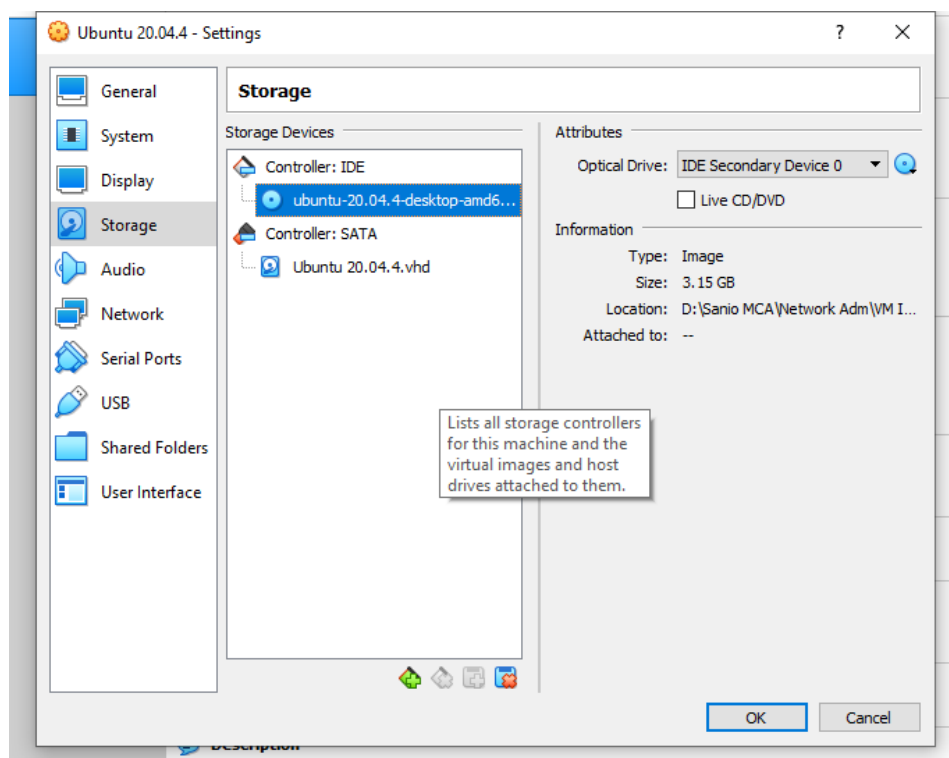 Ubuntu 20.04.4 - Settings
?
General
System
Display
Storage
Audio
Network
Serial Ports
USB
Shared Folders
User Interface
Storage
Storage Devices
Controller: IDE
ubuntu-20.04.4-desktop-amd6...
Controller: SATA
Ubuntu 20.04.4.vhd
Lists all storage controllers
for this machine and the
virtual images and host
drives attached to them.
Attributes
Optical Drive: IDE Secondary Device 0
Live CD/DVD
Information
Type: Image
Size: 3.15 GB
Location: D:\Sanio MCA\Network Adm\VM I...
Attached to: --
OK
Cancel
Description